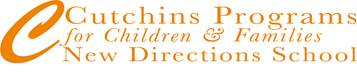 Cutchins Programs
for Children & Families
New Directions School